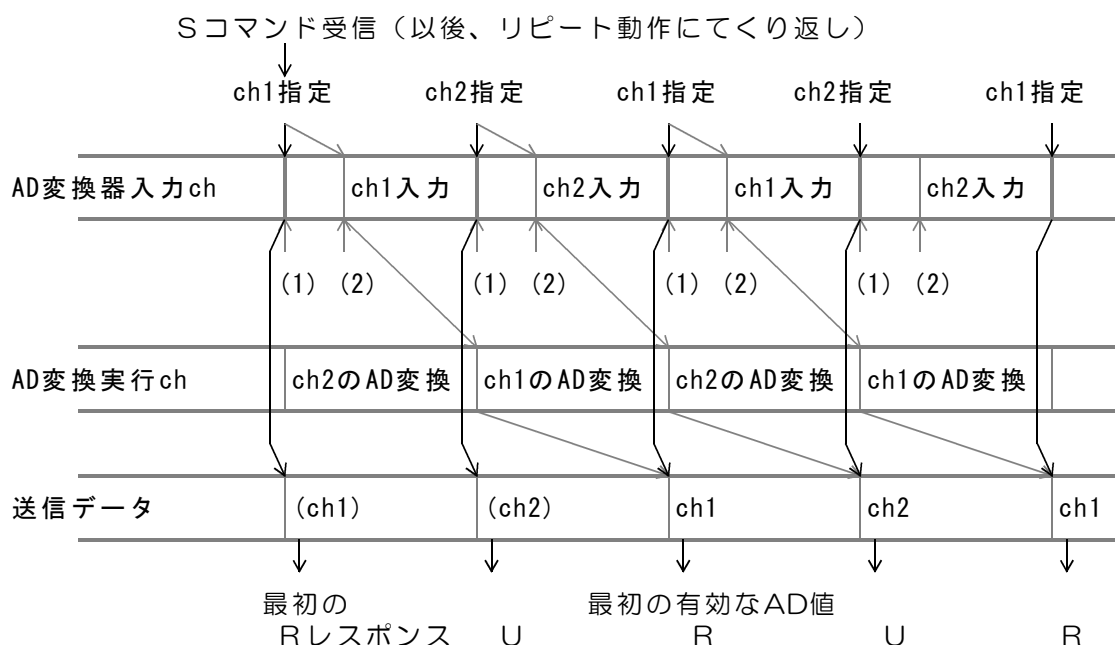 Sコマンド受信（以後、リピート動作にてくり返し）
ch1指定 ch2指定 ch1指定 ch2指定 ch1指定
AD変換器入力ch ch1入力 ch2入力 ch1入力 ch2入力
(1) (2) (1) (2) (1) (2) (1) (2)
AD変換実行ch ch2のAD変換 ch1のAD変換 ch2のAD変換 ch1のAD変換
送信データ (ch1) (ch2) ch1 ch2 ch1
最初の 最初の有効なAD値
Rレスポンス U R U R